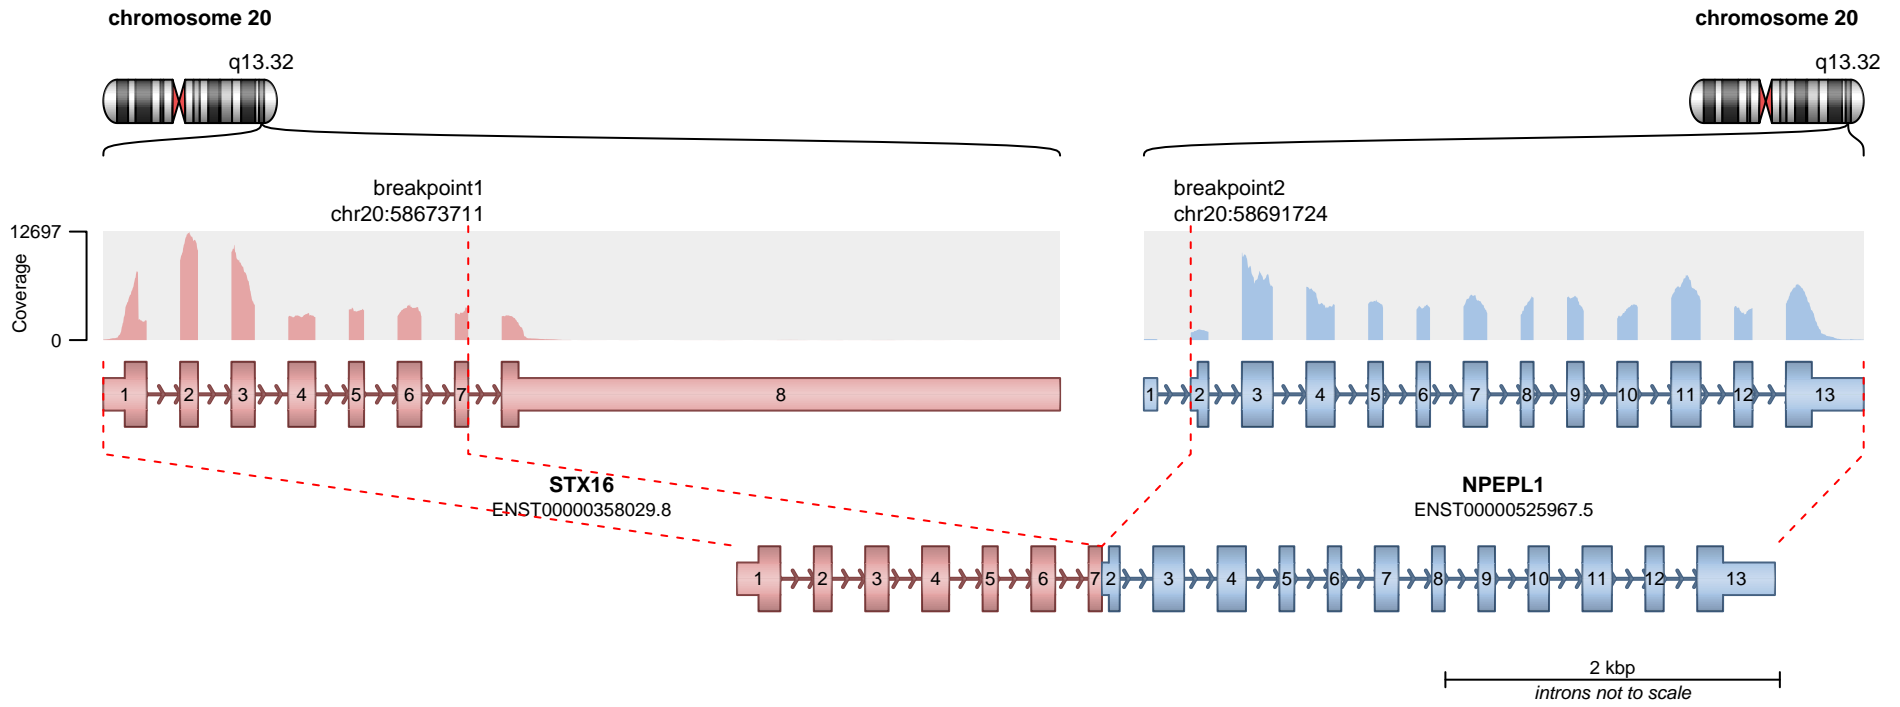 chromosome 20
chromosome 20
q13.32
q13.32
breakpoint1
chr20:58673711
breakpoint2
chr20:58691724
12697
Coverage
0
1 2 3 4 5 6 7 8
1 2 3 4 5 6 7 8 9 10 11 12 13
STX16
ENST00000358029.8
NPEPL1
ENST00000525967.5
1 2 3 4 5 6 7 2 3 4 5 6 7 8 9 10 11 12 13
2 kbp
introns not to scale